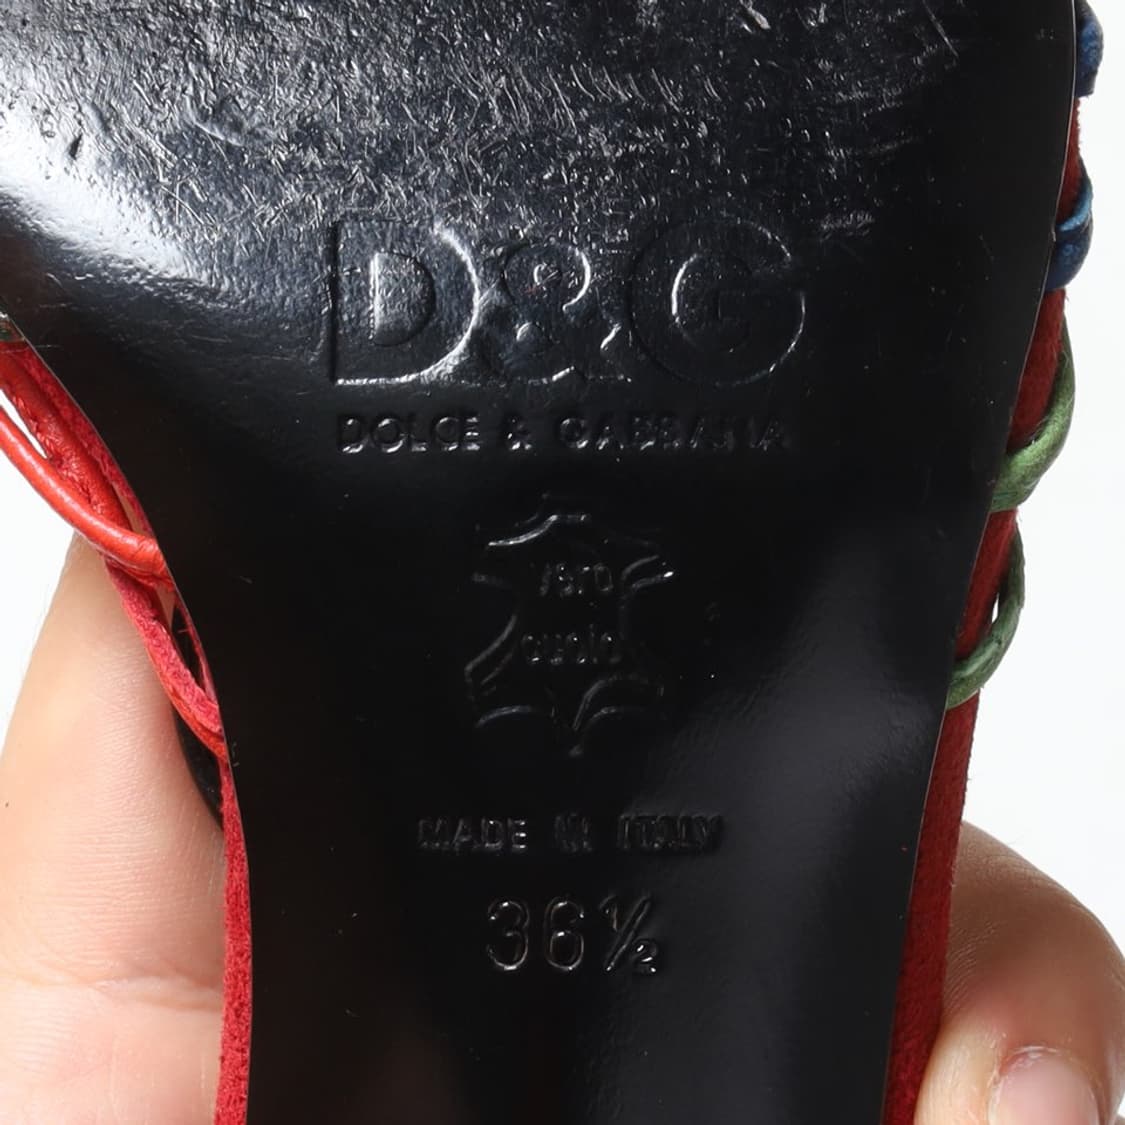 D&G
DOLCE & GABBANA
vero
cuoio
MADE IN ITALY
36½